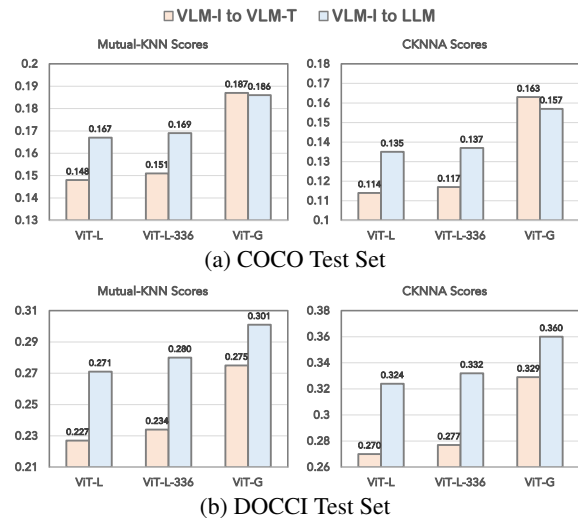 VLM-I to VLM-T VLM-I to LLM
Mutual-KNN Scores CKNNA Scores
0.2 0.19 0.18 0.17 0.16 0.15 0.14 0.13
0.148 0.167 0.151 0.169 0.187 0.186
ViT-L ViT-L-336 ViT-G
0.17 0.16 0.15 0.14 0.13 0.12 0.11 0.1
0.114 0.135 0.117 0.137 0.163 0.157
ViT-L ViT-L-336 ViT-G
(a) COCO Test Set
Mutual-KNN Scores CKNNA Scores
0.31 0.29 0.27 0.25 0.23 0.21
0.227 0.271 0.234 0.280 0.275 0.301
ViT-L ViT-L-336 ViT-G
0.38 0.36 0.34 0.32 0.3 0.28 0.26
0.270 0.324 0.277 0.332 0.329 0.360
ViT-L ViT-L-336 ViT-G
(b) DOCCI Test Set